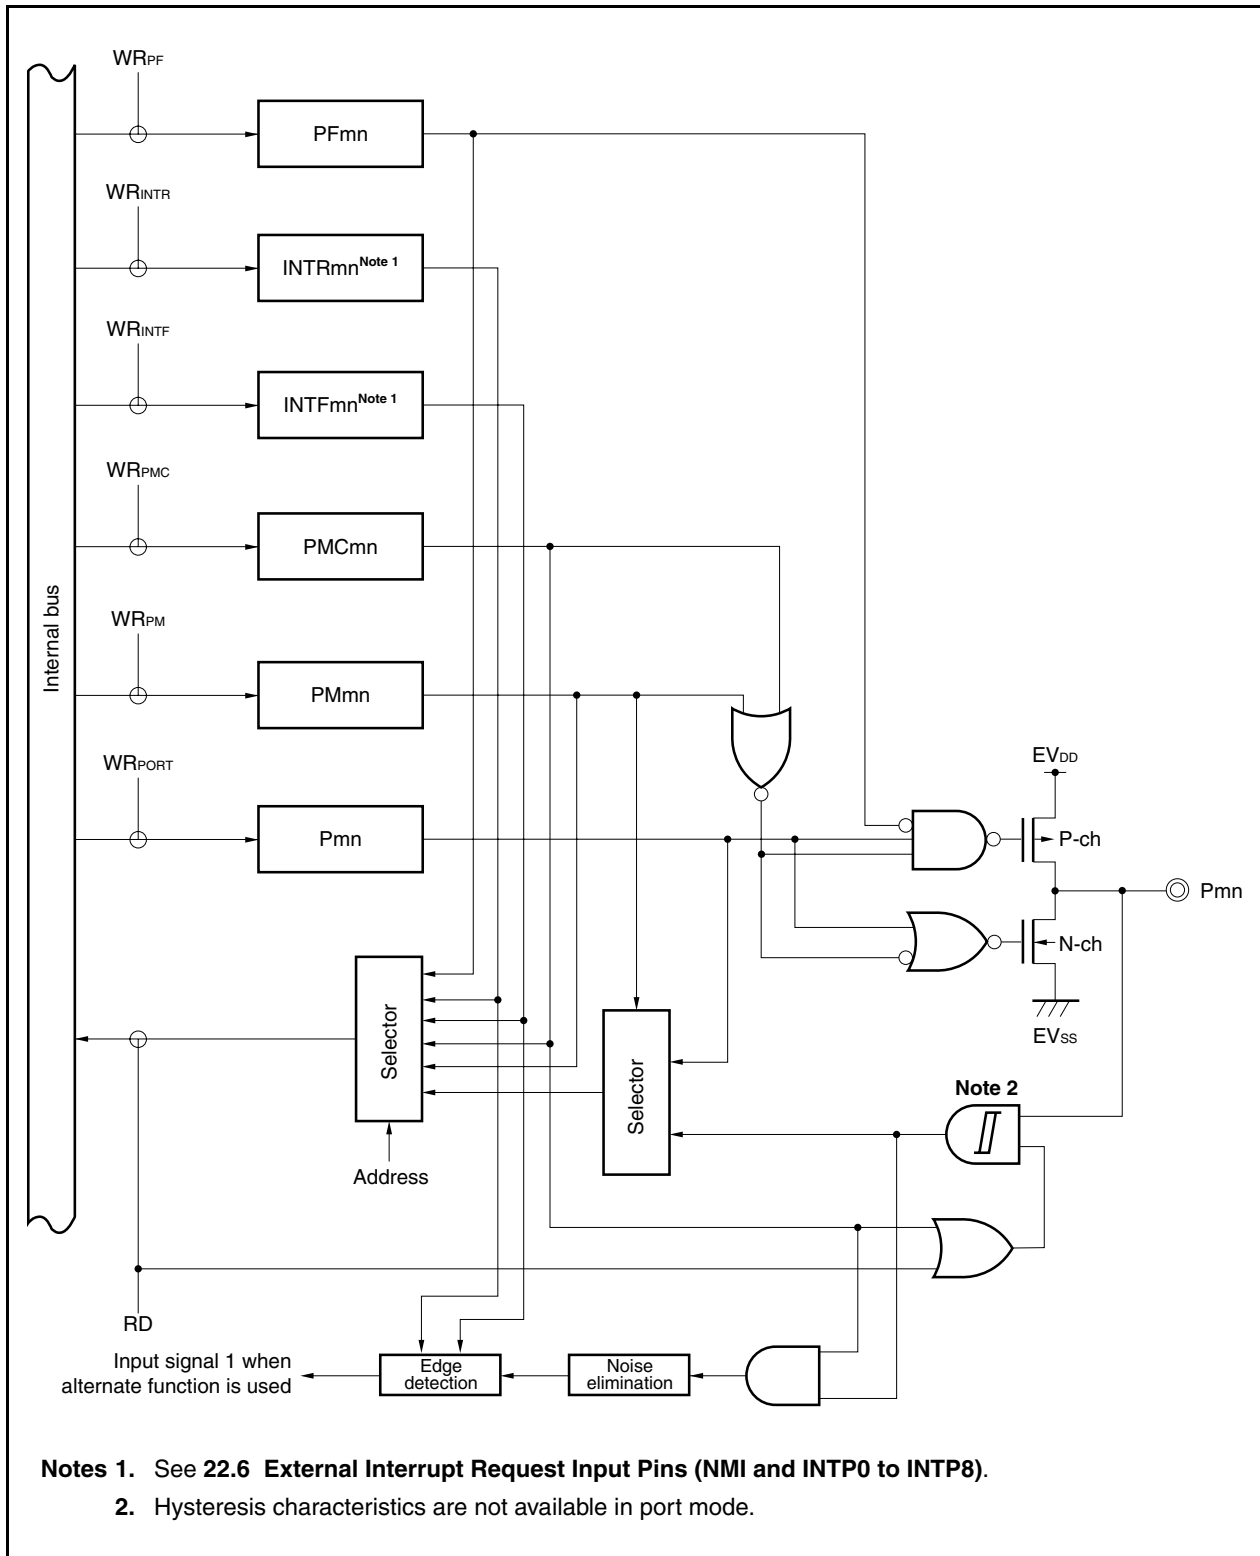 WRPF
PFmn
WRINTR
INTRmnNote 1
WRINTF
INTFmnNote 1
WRPMC
PMCmn
Internal bus
WRPM
PMmn
WRPORT
Pmn
EVDD
P-ch
Pmn
N-ch
EVSS
Selector
Selector
Note 2
Address
RD
Input signal 1 when
alternate function is used
Edge
detection
Noise
elimination
Notes 1. See 22.6 External Interrupt Request Input Pins (NMI and INTP0 to INTP8).
2. Hysteresis characteristics are not available in port mode.